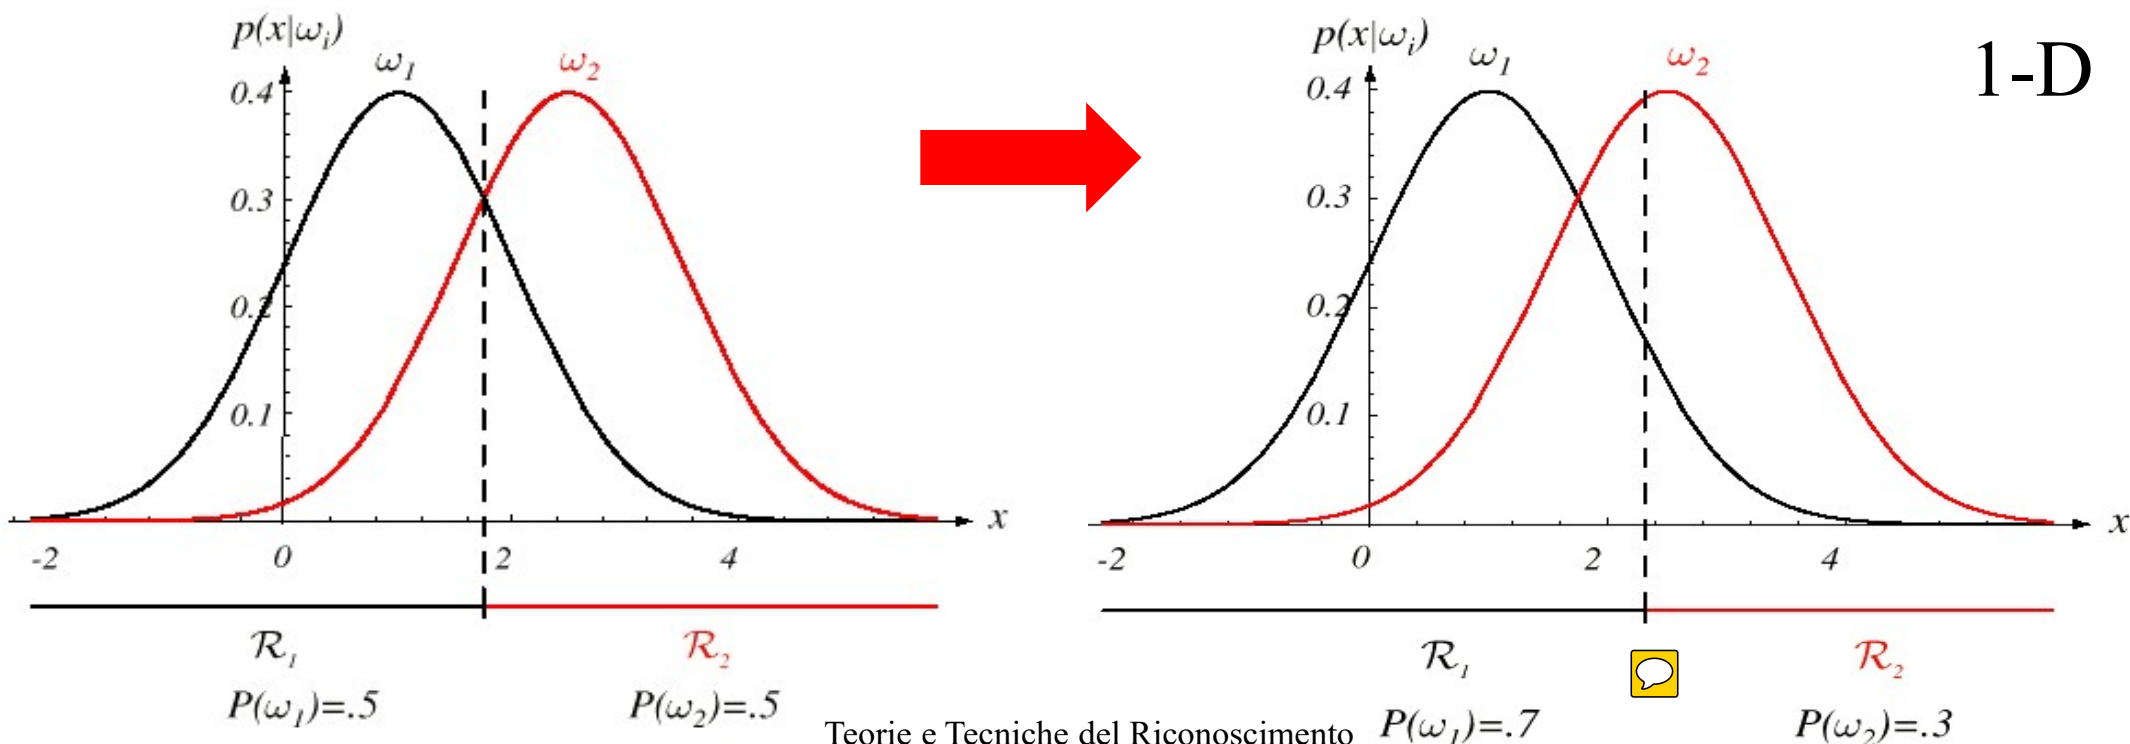 p(x|ω₁)
ω₁
ω₂
0.4
0.3
0.2
0.1
x
-2 0 2 4
R₁ R₂
P(ω₁)=.5 P(ω₂)=.5
p(x|ωᵢ)
ω₁
ω₂
1-D
0.4
0.3
0.2
0.1
x
-2 0 2 4
R₁ R₂
P(ω₁)=.7 P(ω₂)=.3
Teorie e Tecniche del Riconoscimento